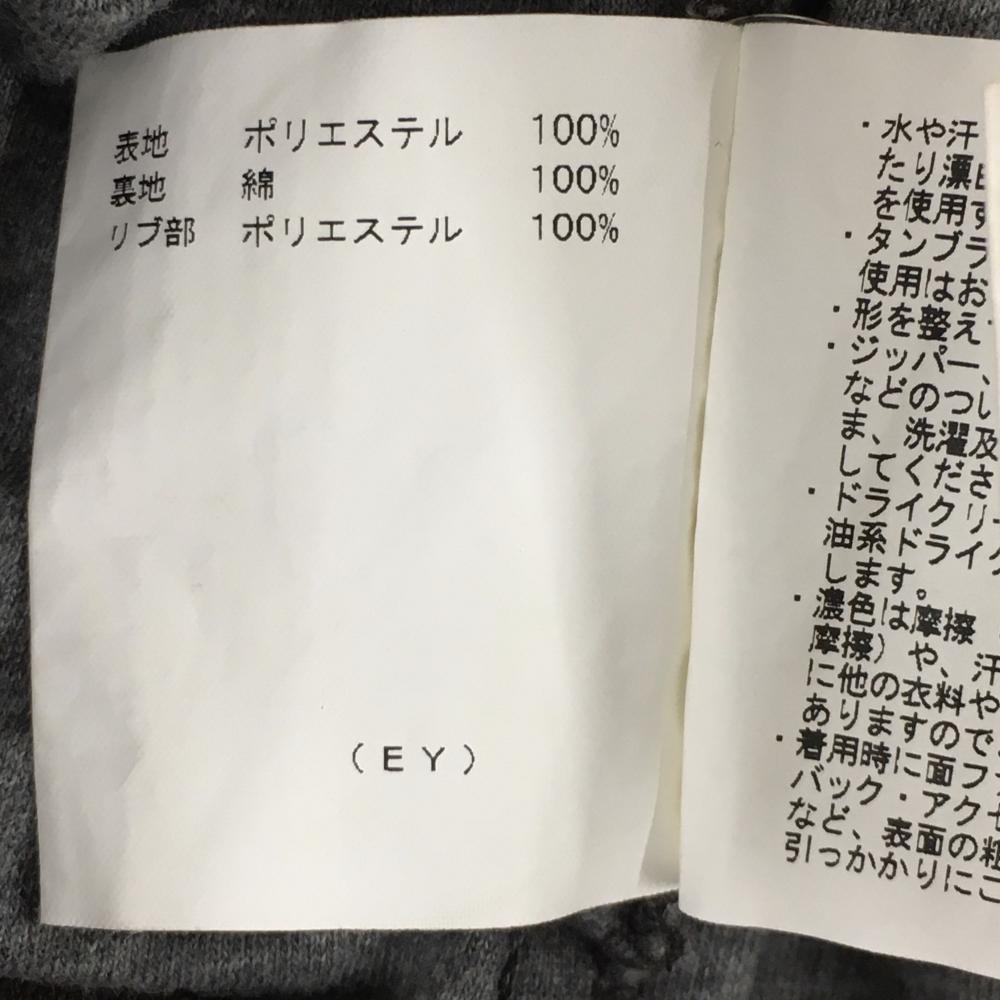 表地 ポリエステル 100%
裏地 綿 100%
リブ部 ポリエステル 100%
(EY)
・水や汗
たり漂
を使用す
・タンブラ
使用はお
・形を整え
・ジッパー、
などのつい
ま、洗濯及
してくださ
・ドライクリー
油系ドライク
します。
・濃色は摩擦
摩擦)や、汗
に他の衣料や
ありますので、
・着用時に面フ
バック・アクセ
など、表面の粗
引っかかりにご